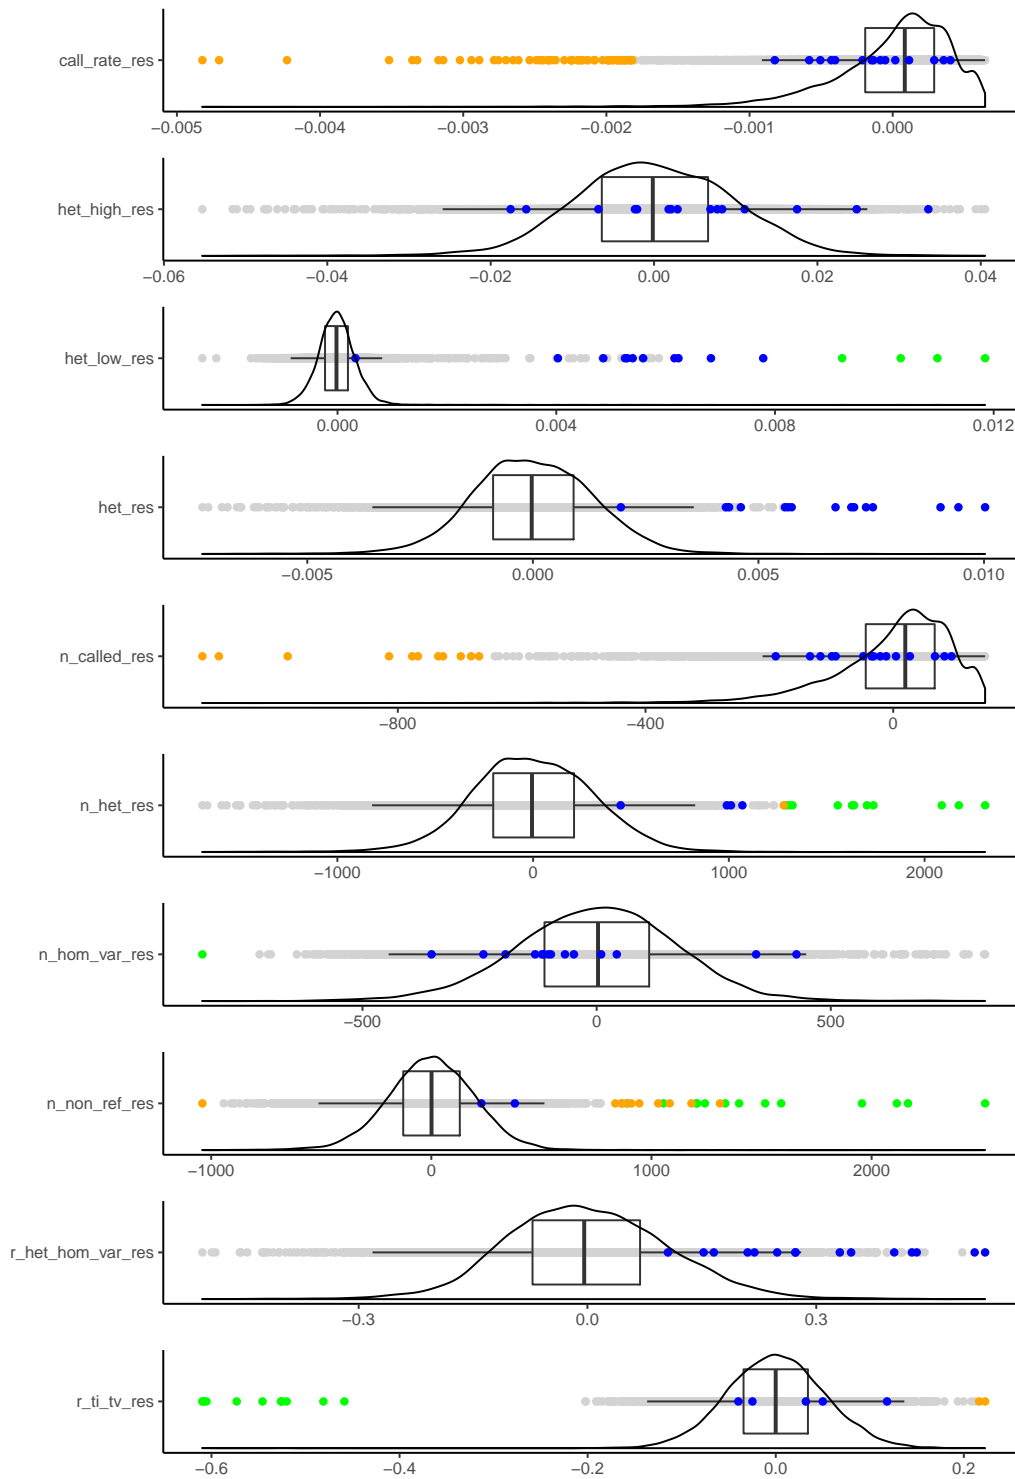 call_rate_res
−0.005 −0.004 −0.003 −0.002 −0.001 0.000
het_high_res
−0.06 −0.04 −0.02 0.00 0.02 0.04
het_low_res
0.000 0.004 0.008 0.012
het_res
−0.005 0.000 0.005 0.010
n_called_res
−800 −400 0
n_het_res
−1000 0 1000 2000
n_hom_var_res
−500 0 500
n_non_ref_res
−1000 0 1000 2000
r_het_hom_var_res
−0.3 0.0 0.3
r_ti_tv_res
−0.6 −0.4 −0.2 0.0 0.2